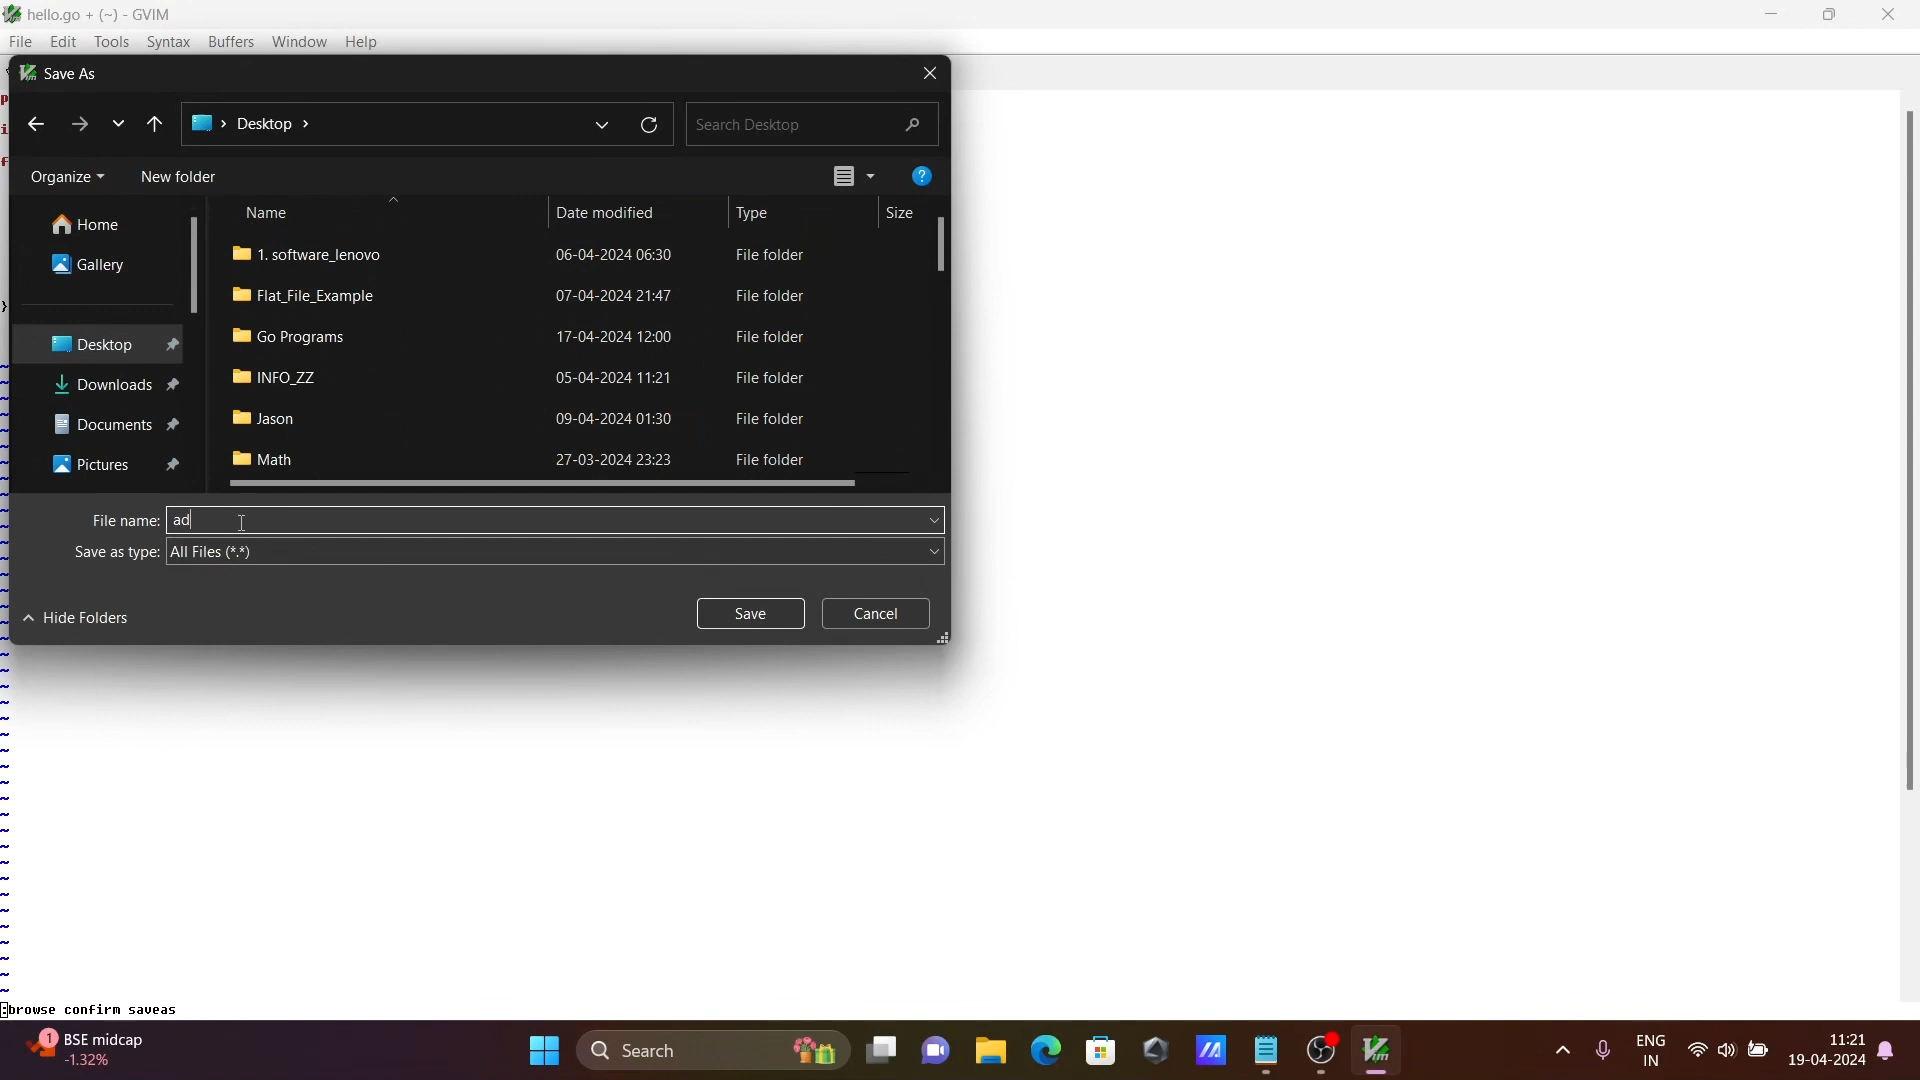 hello.go + (~) - GVIM
File Edit Tools Syntax Buffers Window Help
Save As
Desktop
Search Desktop
Organize New folder
Name Date modified Type Size
Home
Gallery
Desktop
Downloads
Documents
Pictures
1. software_lenovo 06-04-2024 06:30 File folder
Flat_File_Example 07-04-2024 21:47 File folder
Go Programs 17-04-2024 12:00 File folder
INFO_ZZ 05-04-2024 11:21 File folder
Jason 09-04-2024 01:30 File folder
Math 27-03-2024 23:23 File folder
File name: ad
Save as type: All Files (*.*)
Hide Folders Save Cancel
:browse confirm saveas
1 BSE midcap
-1.32%
Search
ENG
IN
11:21
19-04-2024